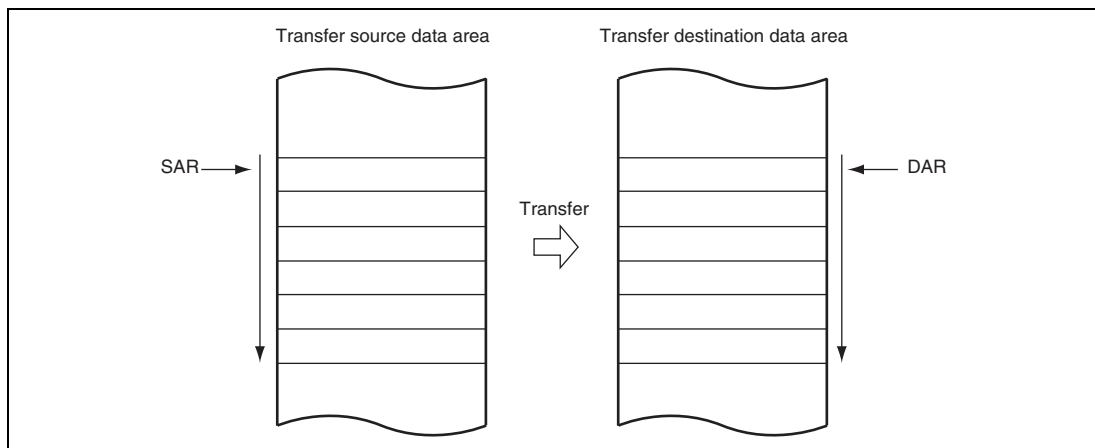 Transfer source data area
Transfer destination data area
SAR
DAR
Transfer